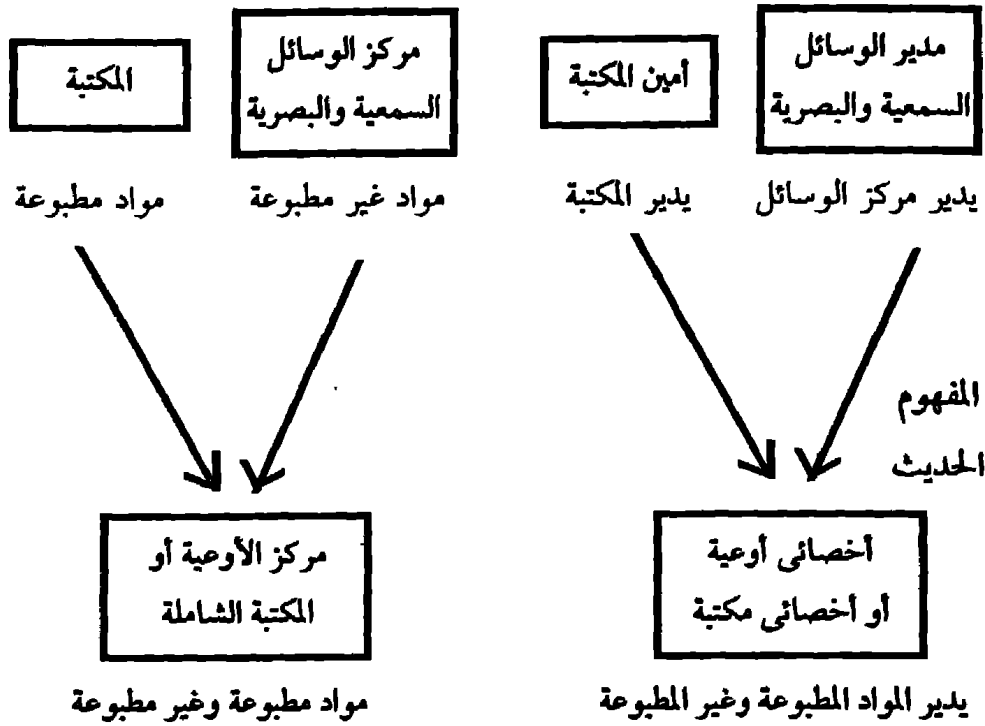 مدير الوسائل
السمعية والبصرية
يدير مركز الوسائل
أمين المكتبة
يدير المكتبة
مركز الوسائل
السمعية والبصرية
مواد غير مطبوعة
المكتبة
مواد مطبوعة
المفهوم
الحديث
أخصائى أوعية
أو أخصائى مكتبة
يدير المواد المطبوعة وغير المطبوعة
مركز الأوعية أو
المكتبة الشاملة
مواد مطبوعة وغير مطبوعة